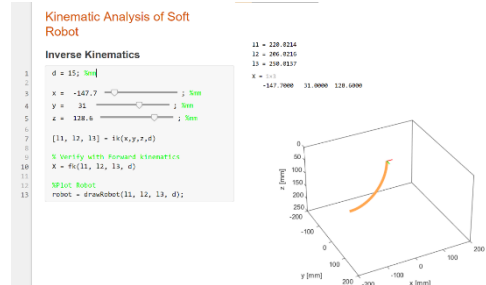 Kinematic Analysis of Soft
Robot
Inverse Kinematics
1 d = 15; %mm
2
3 x = -147.7 ; %mm
4 y = 31 ; %mm
5 z = 128.6 ; %mm
6
7 [l1, l2, l3] = ik(x,y,z,d)
8
9 % Verify with forward kinematics
10 X = fk(l1, l2, l3, d)
11
12 %Plot Robot
13 robot = drawRobot(l1, l2, l3, d);
l1 = 220.8214
l2 = 206.0216
l3 = 250.0137
X = 1×3
-147.7000 31.0000 128.6000
0
50
100
150
200
250
z [mm]
-200
-100
0
100
200
y [mm]
-200
-100
0
100
200
x [mm]